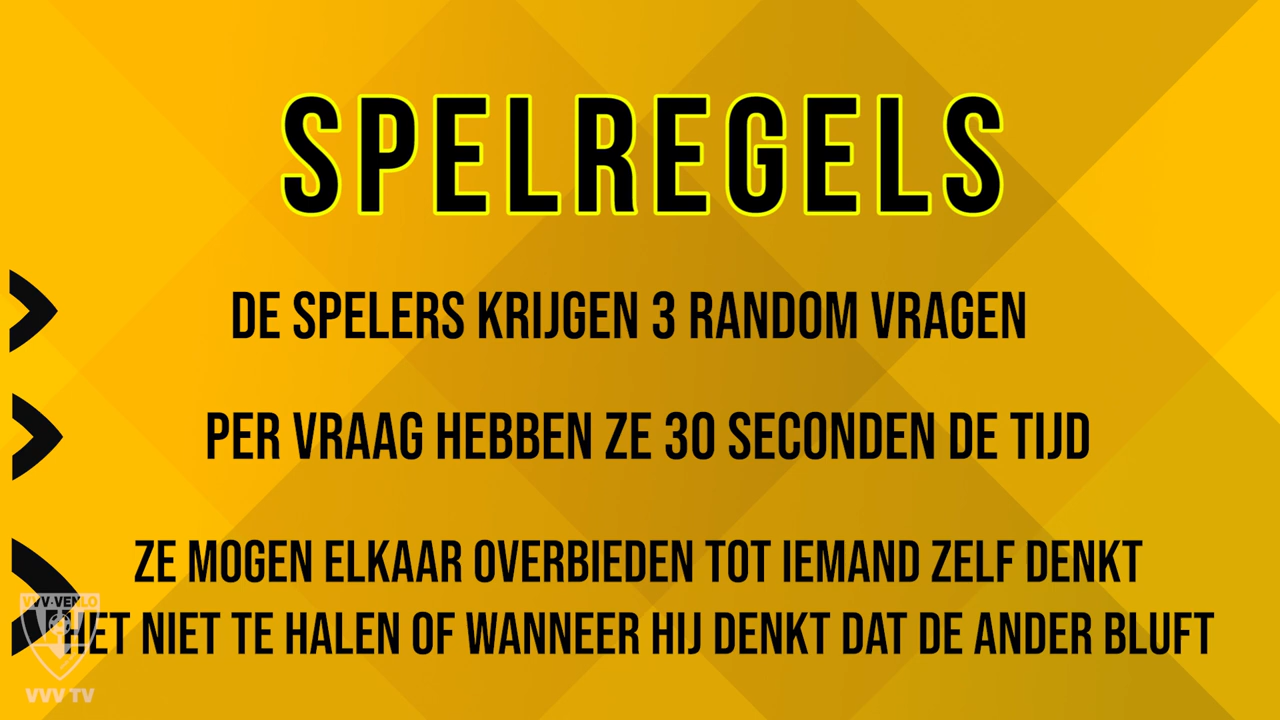 SPELREGELS
DE SPELERS KRIJGEN 3 RANDOM VRAGEN
PER VRAAG HEBBEN ZE 30 SECONDEN DE TIJD
ZE MOGEN ELKAAR OVERBIEDEN TOT IEMAND ZELF DENKT
HET NIET TE HALEN OF WANNEER HIJ DENKT DAT DE ANDER BLUFT
VVV-VENLO
VVV TV